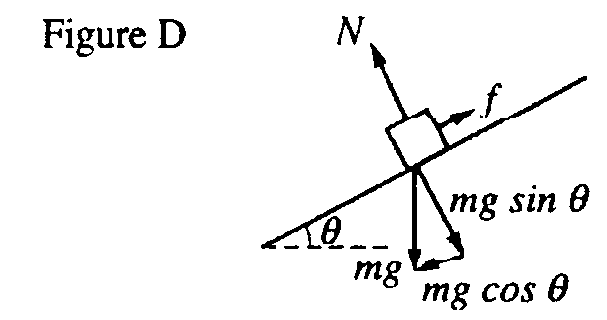 Figure D
N
f
mg sin θ
θ
mg
mg cos θ